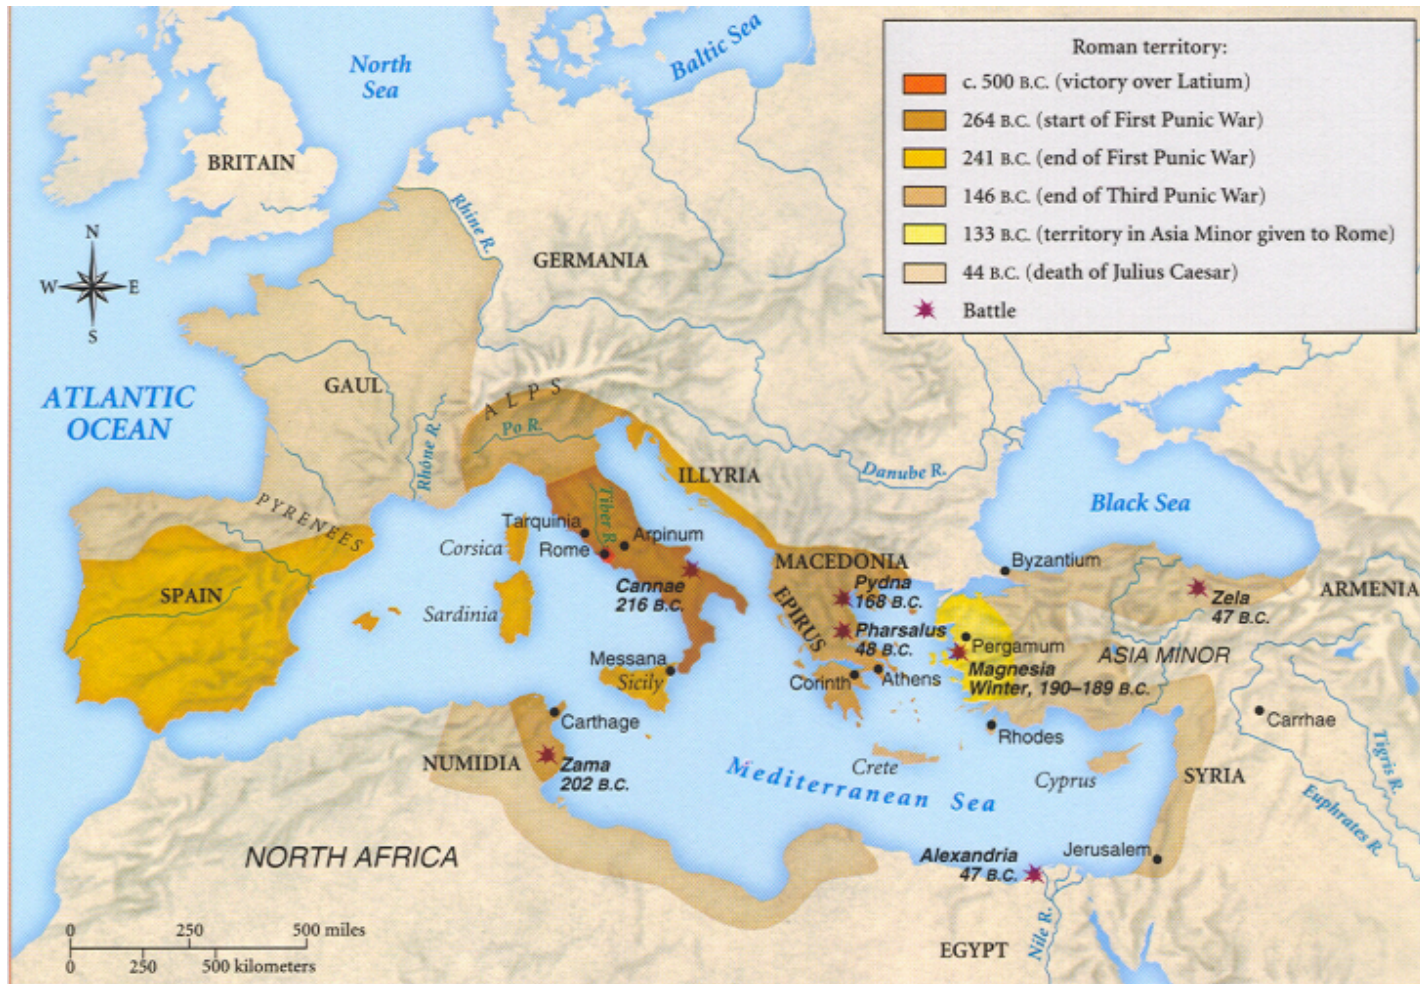 North
Sea
Baltic Sea
Roman territory:
c. 500 B.C. (victory over Latium)
264 B.C. (start of First Punic War)
241 B.C. (end of First Punic War)
146 B.C. (end of Third Punic War)
133 B.C. (territory in Asia Minor given to Rome)
44 B.C. (death of Julius Caesar)
Battle
BRITAIN
Rhine R.
N
W
E
S
GERMANIA
ATLANTIC
OCEAN
GAUL
ALPS
Po R.
Rhône R.
ILLYRIA
Danube R.
Black Sea
PYRENEES
Tarquinia
Tiber R.
Corsica
Rome
Arpinum
Cannae
216 B.C.
MACEDONIA
Pydna
168 B.C.
EPIRUS
Pharsalus
48 B.C.
Byzantium
Zela
47 B.C.
ARMENIA
SPAIN
Sardinia
Messana
Sicily
Corinth
Athens
Pergamum
Magnesia
Winter, 190–189 B.C.
ASIA MINOR
Carthage
NUMIDIA
Zama
202 B.C.
Rhodes
Crete
Cyprus
SYRIA
Carrhae
Tigris R.
Euphrates R.
Mediterranean Sea
NORTH AFRICA
Alexandria
47 B.C.
Jerusalem
EGYPT
Nile R.
0 250 500 miles
0 250 500 kilometers